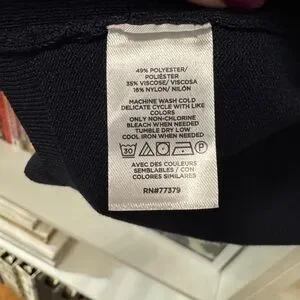 49% POLYESTER/
POLIÉSTER
35% VISCOSE/ VISCOSA
16% NYLON/ NILÓN
MACHINE WASH COLD
DELICATE CYCLE WITH LIKE
COLORS
ONLY NON-CHLORINE
BLEACH WHEN NEEDED
TUMBLE DRY LOW
COOL IRON WHEN NEEDED
30 P
AVEC DES COULEURS
SEMBLABLES / CON
COLORES SIMILARES
RN#77379